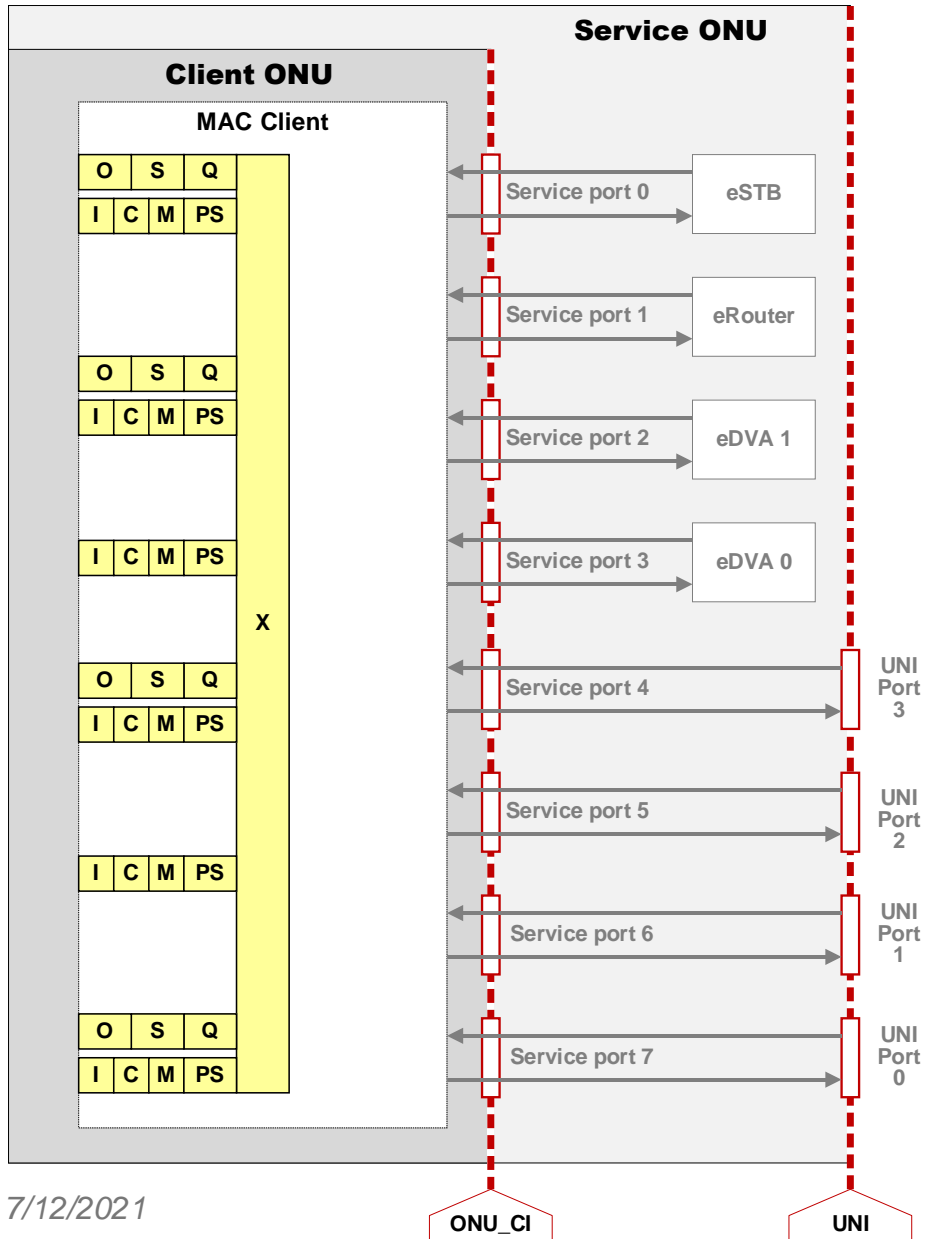 Service ONU
Client ONU
MAC Client
O S Q
I C M PS
Service port 0
eSTB
Service port 1
eRouter
O S Q
I C M PS
Service port 2
eDVA 1
I C M PS
Service port 3
eDVA 0
X
O S Q
I C M PS
Service port 4
UNI
Port
3
Service port 5
UNI
Port
2
I C M PS
Service port 6
UNI
Port
1
O S Q
I C M PS
Service port 7
UNI
Port
0
7/12/2021
ONU_CI
UNI